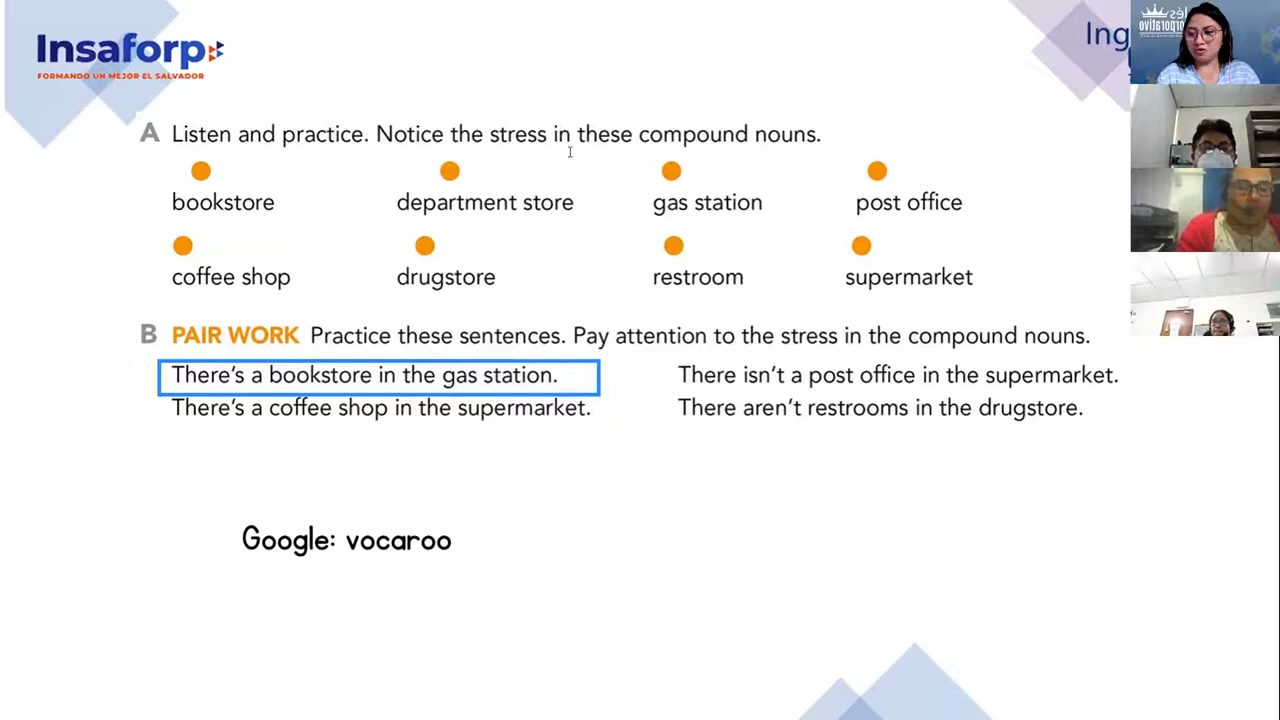 Insaforp
FORMANDO UN MEJOR EL SALVADOR
Ing
A Listen and practice. Notice the stress in these compound nouns.
bookstore department store gas station post office
coffee shop drugstore restroom supermarket
B PAIR WORK Practice these sentences. Pay attention to the stress in the compound nouns.
There's a bookstore in the gas station. There isn't a post office in the supermarket.
There's a coffee shop in the supermarket. There aren't restrooms in the drugstore.
Google: vocaroo